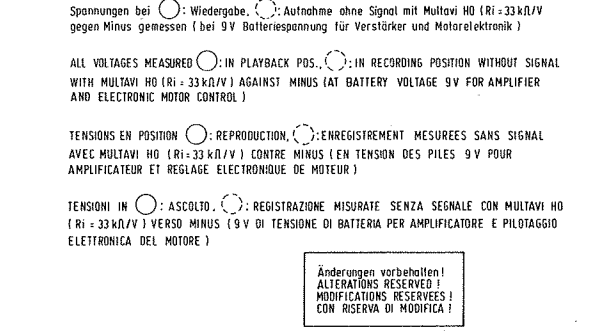 Spannungen bei ◯: Wiedergabe, ◌: Aufnahme ohne Signal mit Multavi HO (Ri = 33 kΩ/V)
gegen Minus gemessen ( bei 9 V Batteriespannung für Verstärker und Motorelektronik )
ALL VOLTAGES MEASURED ◯: IN PLAYBACK POS., ◌: IN RECORDING POSITION WITHOUT SIGNAL
WITH MULTAVI HO ( Ri = 33 kΩ/V ) AGAINST MINUS ( AT BATTERY VOLTAGE 9 V FOR AMPLIFIER
AND ELECTRONIC MOTOR CONTROL )
TENSIONS EN POSITION ◯: REPRODUCTION, ◌: ENREGISTREMENT MESUREES SANS SIGNAL
AVEC MULTAVI HO ( Ri = 33 kΩ/V ) CONTRE MINUS ( EN TENSION DES PILES 9 V POUR
AMPLIFICATEUR ET REGLAGE ELECTRONIQUE DE MOTEUR )
TENSIONI IN ◯: ASCOLTO, ◌: REGISTRAZIONE MISURATE SENZA SEGNALE CON MULTAVI HO
( Ri = 33 kΩ/V ) VERSO MINUS ( 9 V DI TENSIONE DI BATTERIA PER AMPLIFICATORE E PILOTAGGIO
ELETTRONICA DEL MOTORE )
Änderungen vorbehalten !
ALTERATIONS RESERVED !
MODIFICATIONS RESERVEES !
CON RISERVA DI MODIFICA !